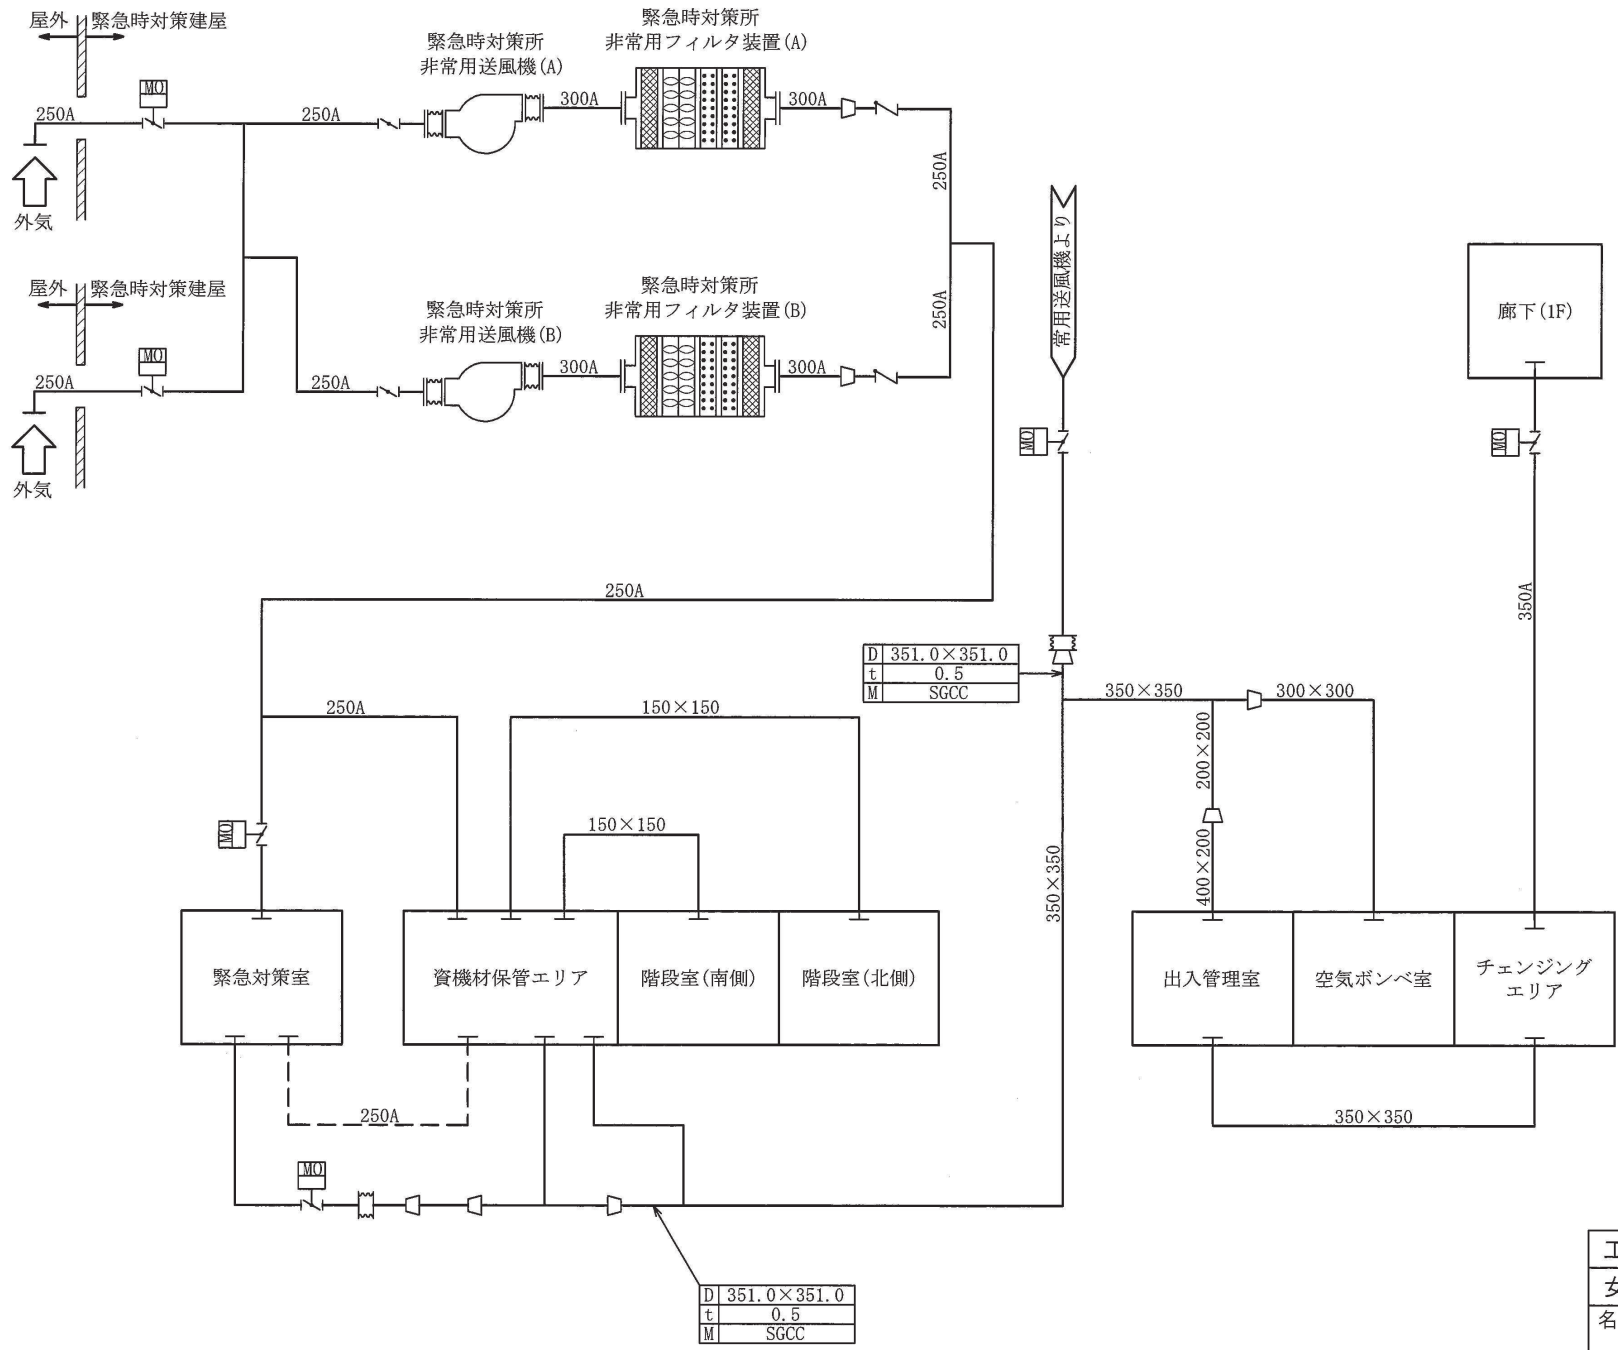 屋外
緊急時対策建屋
MO
250A
外気
250A
緊急時対策所
非常用送風機(A)
300A
緊急時対策所
非常用フィルタ装置(A)
300A
250A
屋外
緊急時対策建屋
MO
250A
外気
250A
緊急時対策所
非常用送風機(B)
300A
緊急時対策所
非常用フィルタ装置(B)
300A
250A
常用送風機より
MO
廊下(1F)
MO
350A
250A
D 351.0×351.0
t 0.5
M SGCC
350×350
300×300
200×200
400×200
250A
150×150
150×150
MO
350×350
緊急対策室
資機材保管エリア
階段室(南側)
階段室(北側)
出入管理室
空気ボンベ室
チェンジング
エリア
250A
350×350
MO
D 351.0×351.0
t 0.5
M SGCC
工
女
名